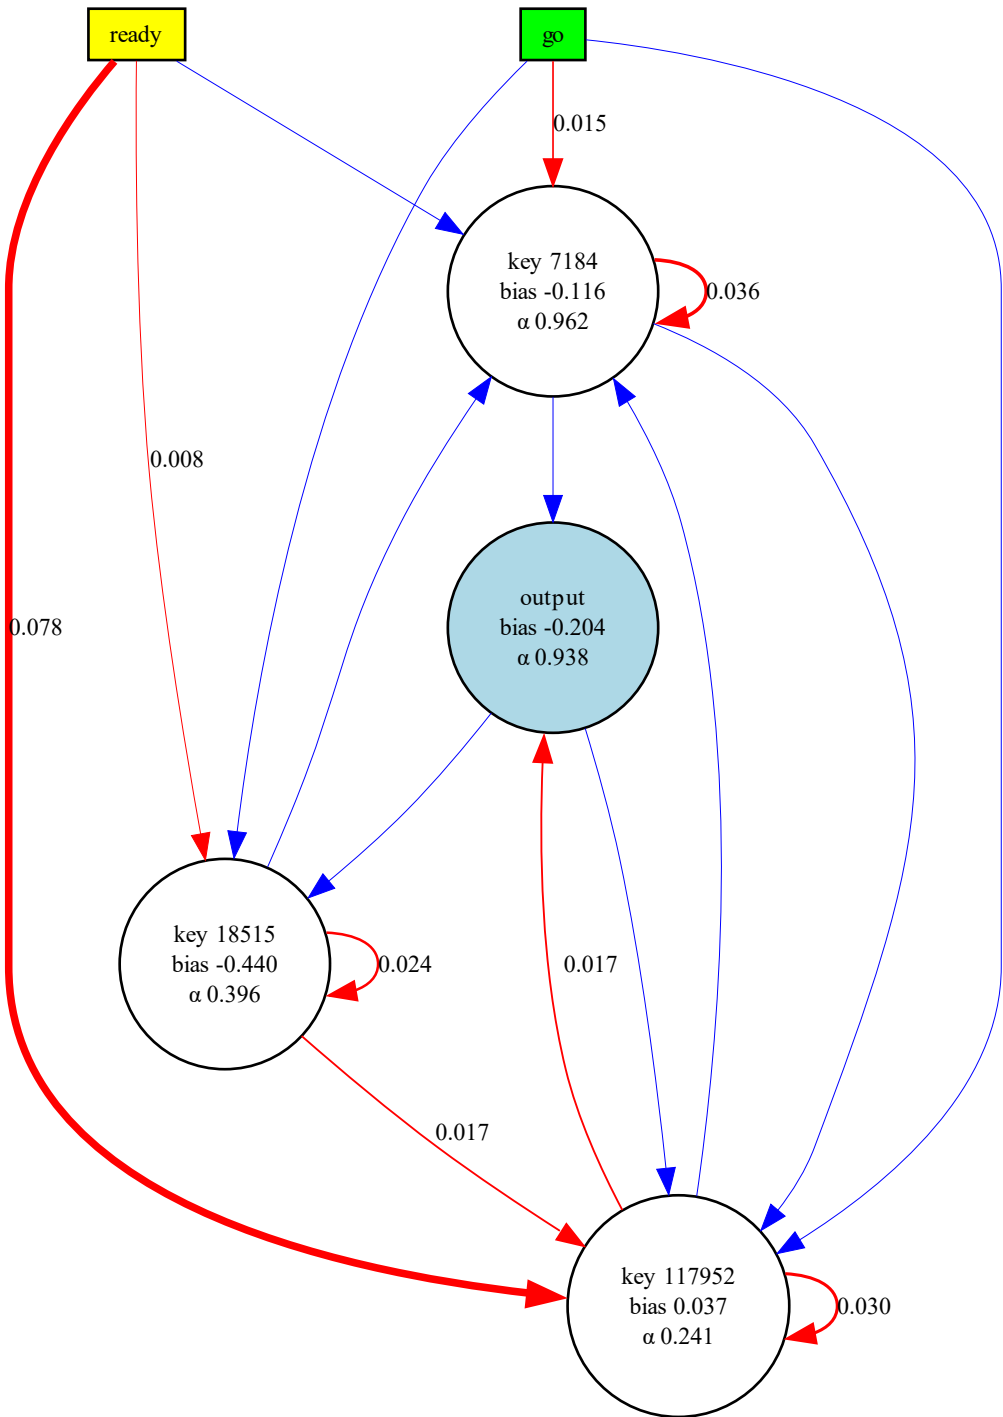 ready
go
0.015
key 7184
bias -0.116
α 0.962
0.036
0.008
output
bias -0.204
α 0.938
0.078
key 18515
bias -0.440
α 0.396
0.024
0.017
0.017
key 117952
bias 0.037
α 0.241
0.030